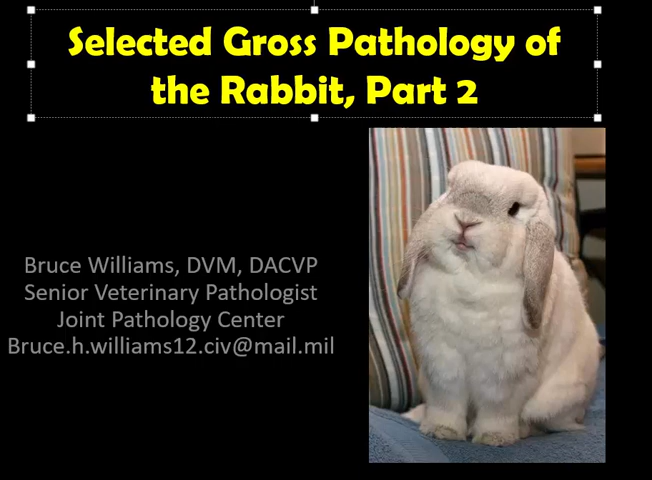 Selected Gross Pathology of
the Rabbit, Part 2
Bruce Williams, DVM, DACVP
Senior Veterinary Pathologist
Joint Pathology Center
Bruce.h.williams12.civ@mail.mil